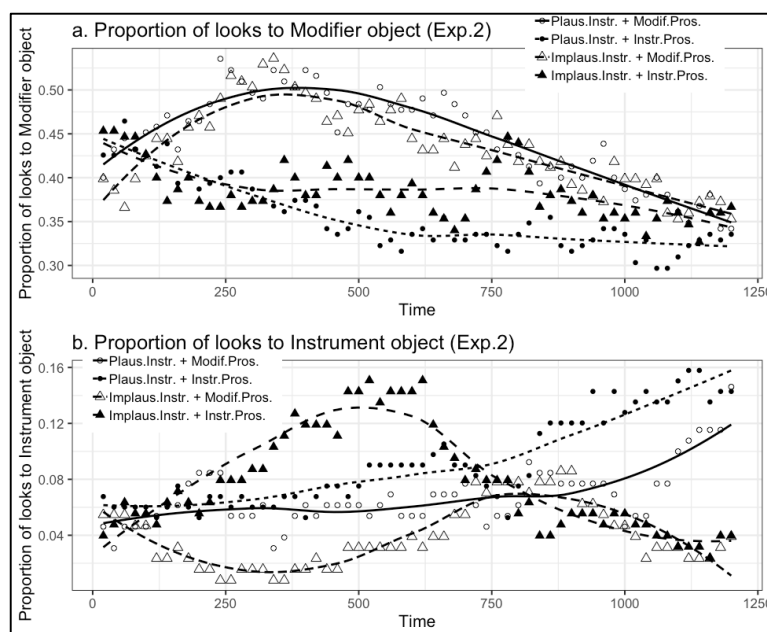 a. Proportion of looks to Modifier object (Exp.2)
Plaus.Instr. + Modif.Pros.
Plaus.Instr. + Instr.Pros.
Implaus.Instr. + Modif.Pros.
Implaus.Instr. + Instr.Pros.
Proportion of looks to Modifier object
0.50
0.45
0.40
0.35
0.30
0
250
500
750
1000
1250
Time
b. Proportion of looks to Instrument object (Exp.2)
Plaus.Instr. + Modif.Pros.
Plaus.Instr. + Instr.Pros.
Implaus.Instr. + Modif.Pros.
Implaus.Instr. + Instr.Pros.
Proportion of looks to Instrument object
0.16
0.12
0.08
0.04
0
250
500
750
1000
1250
Time